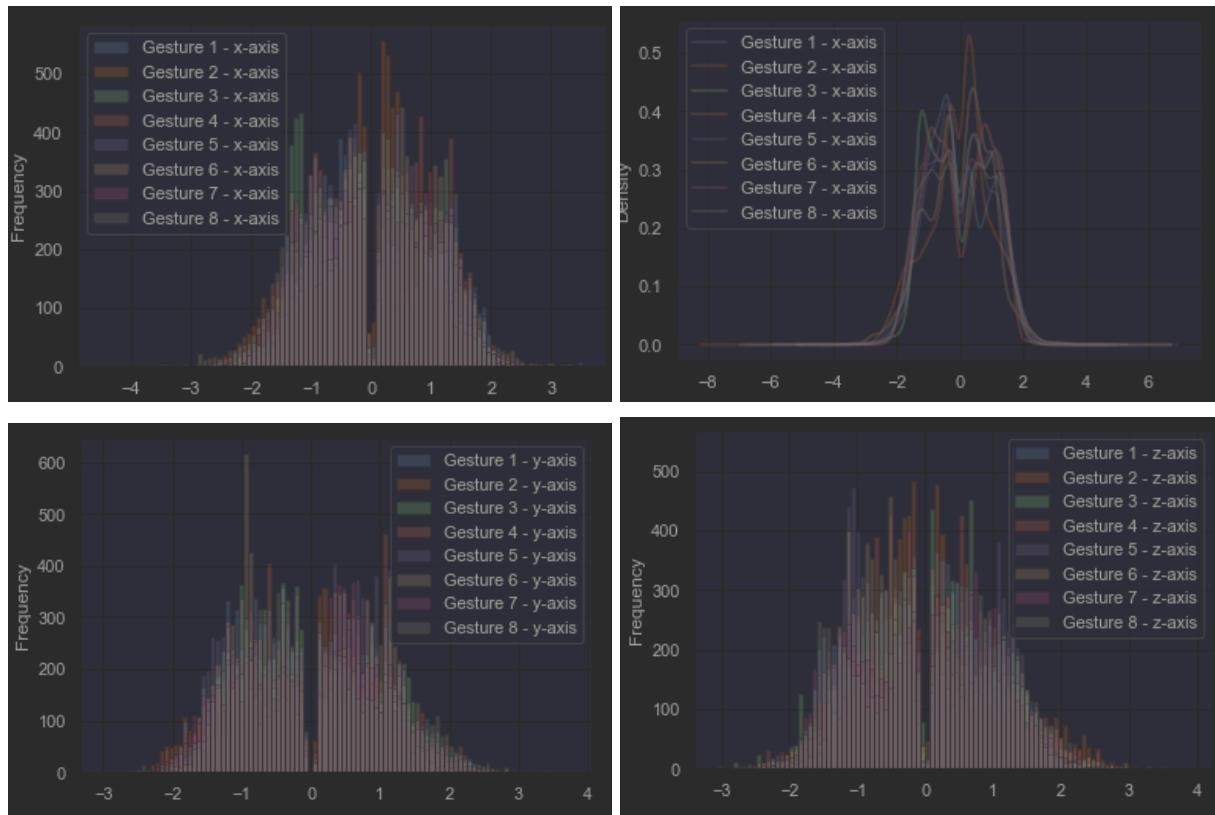 Gesture 1 - x-axis
Gesture 2 - x-axis
Gesture 3 - x-axis
Gesture 4 - x-axis
Gesture 5 - x-axis
Gesture 6 - x-axis
Gesture 7 - x-axis
Gesture 8 - x-axis
Frequency
500
400
300
200
100
0
−4 −3 −2 −1 0 1 2 3
Gesture 1 - x-axis
Gesture 2 - x-axis
Gesture 3 - x-axis
Gesture 4 - x-axis
Gesture 5 - x-axis
Gesture 6 - x-axis
Gesture 7 - x-axis
Gesture 8 - x-axis
Density
0.5
0.4
0.3
0.2
0.1
0.0
−8 −6 −4 −2 0 2 4 6
Gesture 1 - y-axis
Gesture 2 - y-axis
Gesture 3 - y-axis
Gesture 4 - y-axis
Gesture 5 - y-axis
Gesture 6 - y-axis
Gesture 7 - y-axis
Gesture 8 - y-axis
Frequency
600
500
400
300
200
100
0
−3 −2 −1 0 1 2 3 4
Gesture 1 - z-axis
Gesture 2 - z-axis
Gesture 3 - z-axis
Gesture 4 - z-axis
Gesture 5 - z-axis
Gesture 6 - z-axis
Gesture 7 - z-axis
Gesture 8 - z-axis
Frequency
500
400
300
200
100
0
−3 −2 −1 0 1 2 3 4